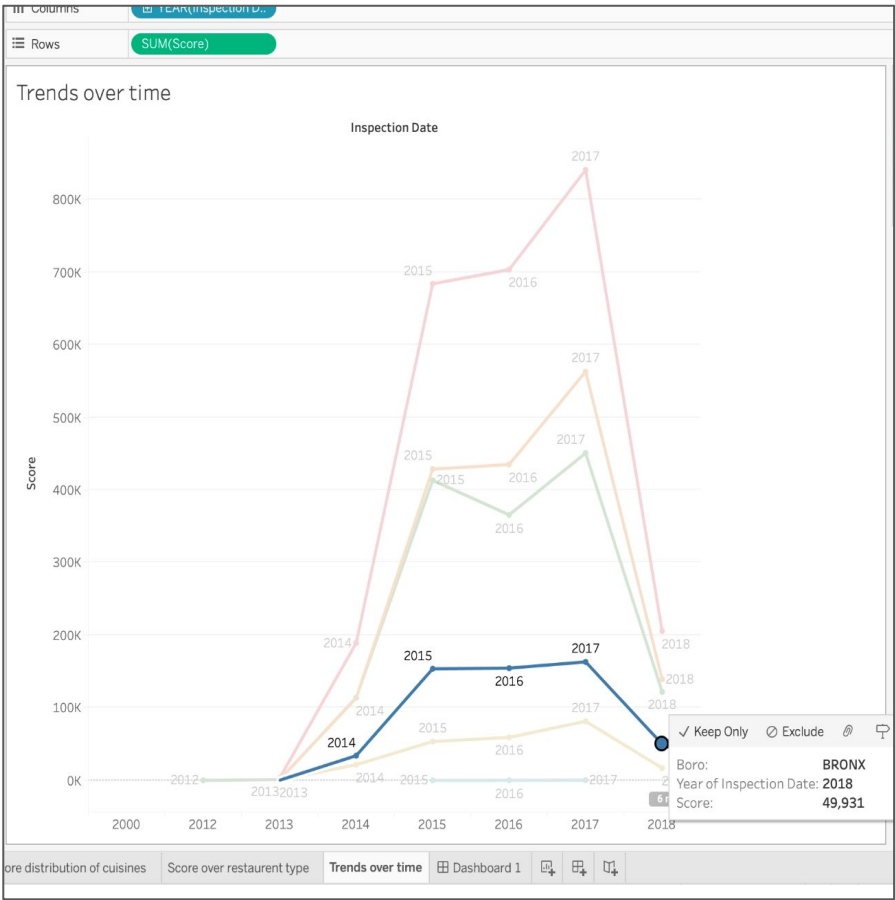 Columns YEAR(Inspection D..
Rows SUM(Score)
Trends over time
Inspection Date
2017
800K
2015
700K
2016
600K
2017
500K
2017
2015
2015
2016
400K
2016
300K
200K
2014
2018
2015
2017
2016
2018
100K
2014
2018
2017
2014
2015
2016
0K
2012
2013
2013
2014
2015
2016
2017
Score
2000 2012 2013 2014 2015 2016 2017 2018
Keep Only Exclude
Boro: BRONX
Year of Inspection Date: 2018
Score: 49,931
ore distribution of cuisines Score over restaurent type Trends over time Dashboard 1